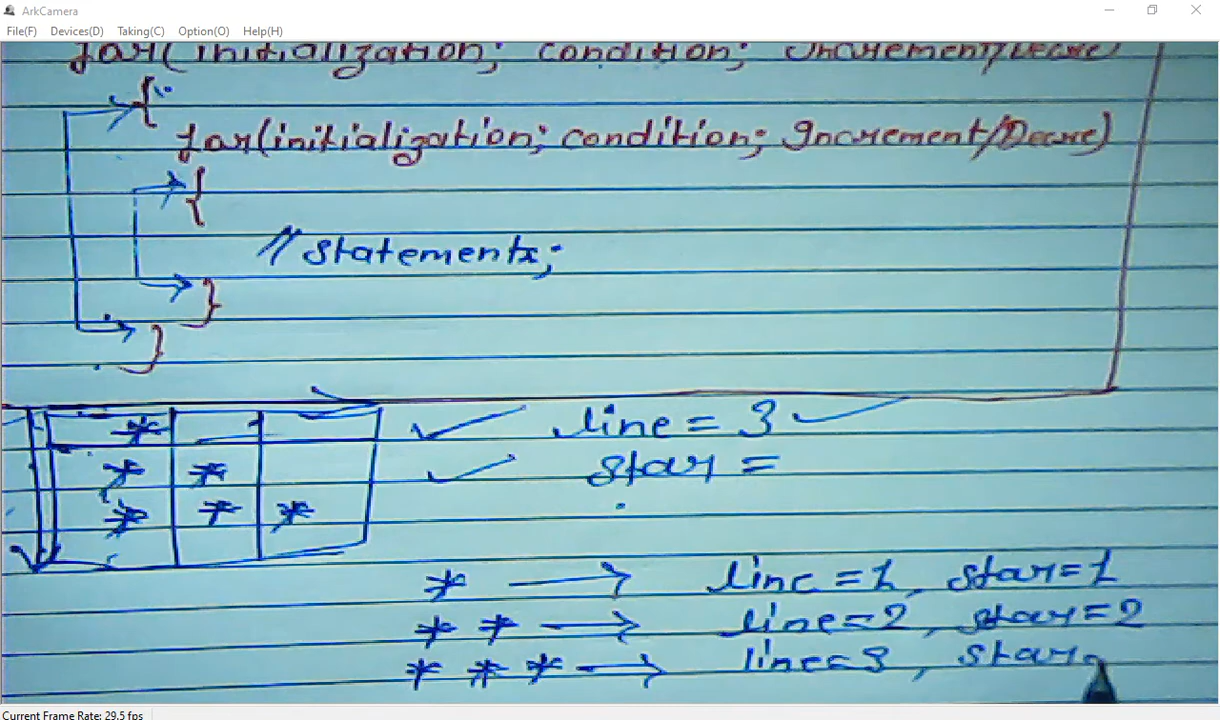 ArkCamera
File(F) Devices(D) Taking(C) Option(O) Help(H)
for(initialization; condition; Increment/Decre)
{
for(initialization; condition; Increment/Decre)
{
// Statements;
}
}
* line = 3
* * star =
* * *
* → line = 1, star = 1
* * → line = 2, star = 2
* * * → line = 3, star
Current Frame Rate: 29.5 fps